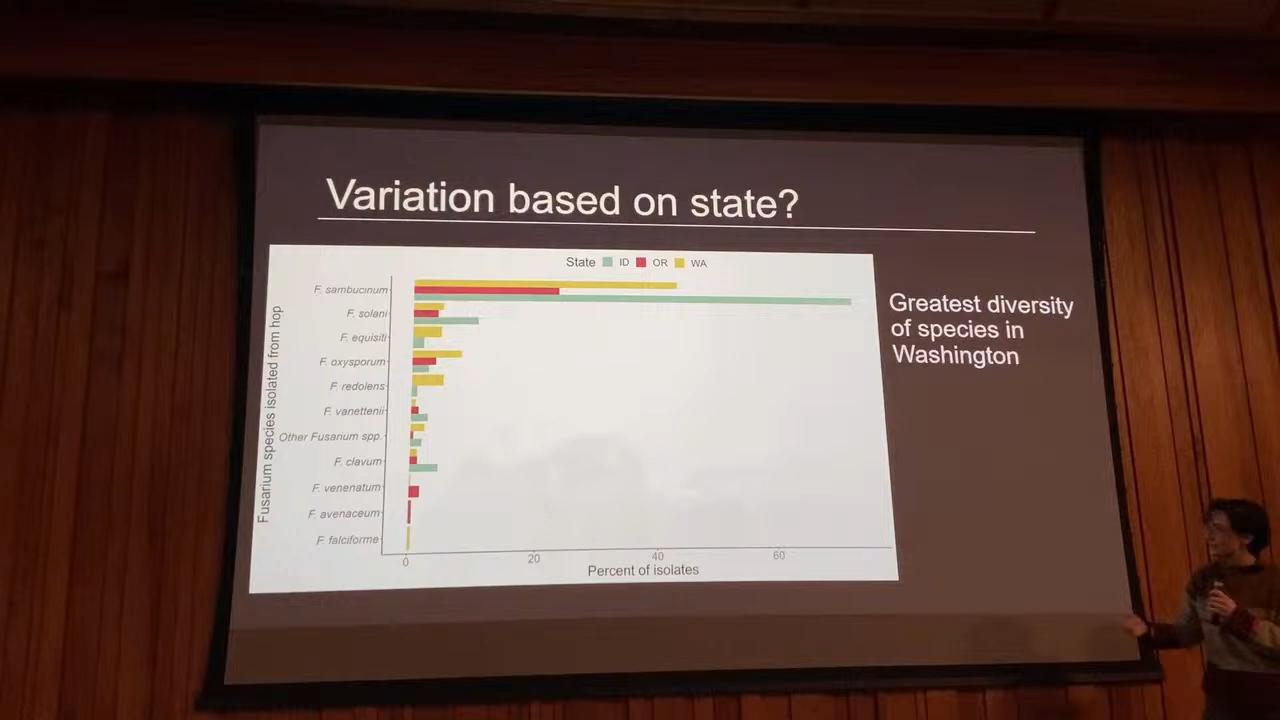 Variation based on state?
State ID OR WA
Fusarium species isolated from hop
F. sambucinum
F. solani
F. equisiti
F. oxysporum
F. redolens
F. vanettenii
Other Fusarium spp.
F. clavum
F. venenatum
F. avenaceum
F. falciforme
0 20 40 60
Percent of isolates
Greatest diversity
of species in
Washington